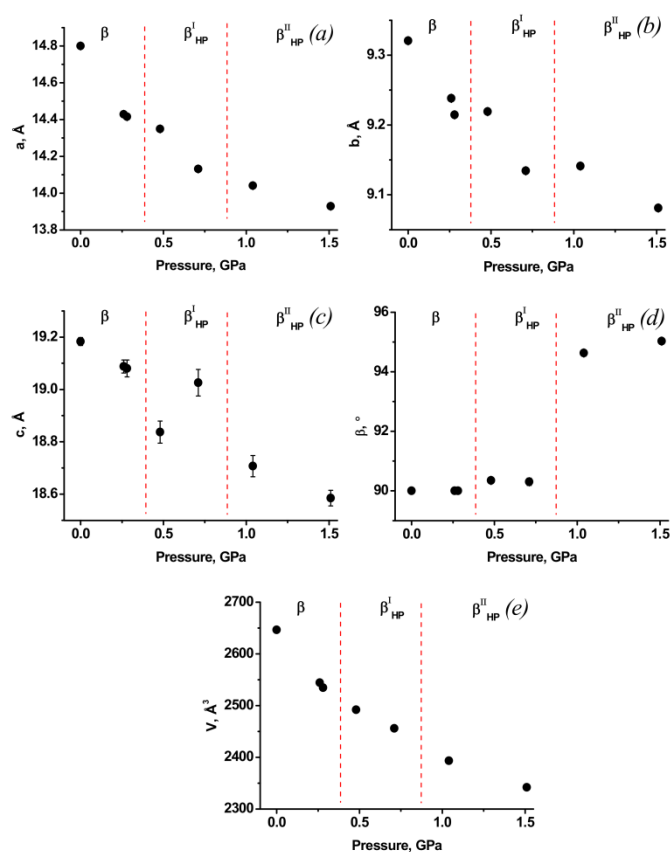 β β^I_HP β^II_HP (a)
a, Å
14.8
14.6
14.4
14.2
14.0
13.8
0.0 0.5 1.0 1.5
Pressure, GPa
β β^I_HP β^II_HP (b)
b, Å
9.3
9.2
9.1
0.0 0.5 1.0 1.5
Pressure, GPa
β β^I_HP β^II_HP (c)
c, Å
19.2
19.0
18.8
18.6
0.0 0.5 1.0 1.5
Pressure, GPa
β β^I_HP β^II_HP (d)
β, °
95
90
0.0 0.5 1.0 1.5
Pressure, GPa
β β^I_HP β^II_HP (e)
V, Å³
2700
2600
2500
2400
2300
0.0 0.5 1.0 1.5
Pressure, GPa